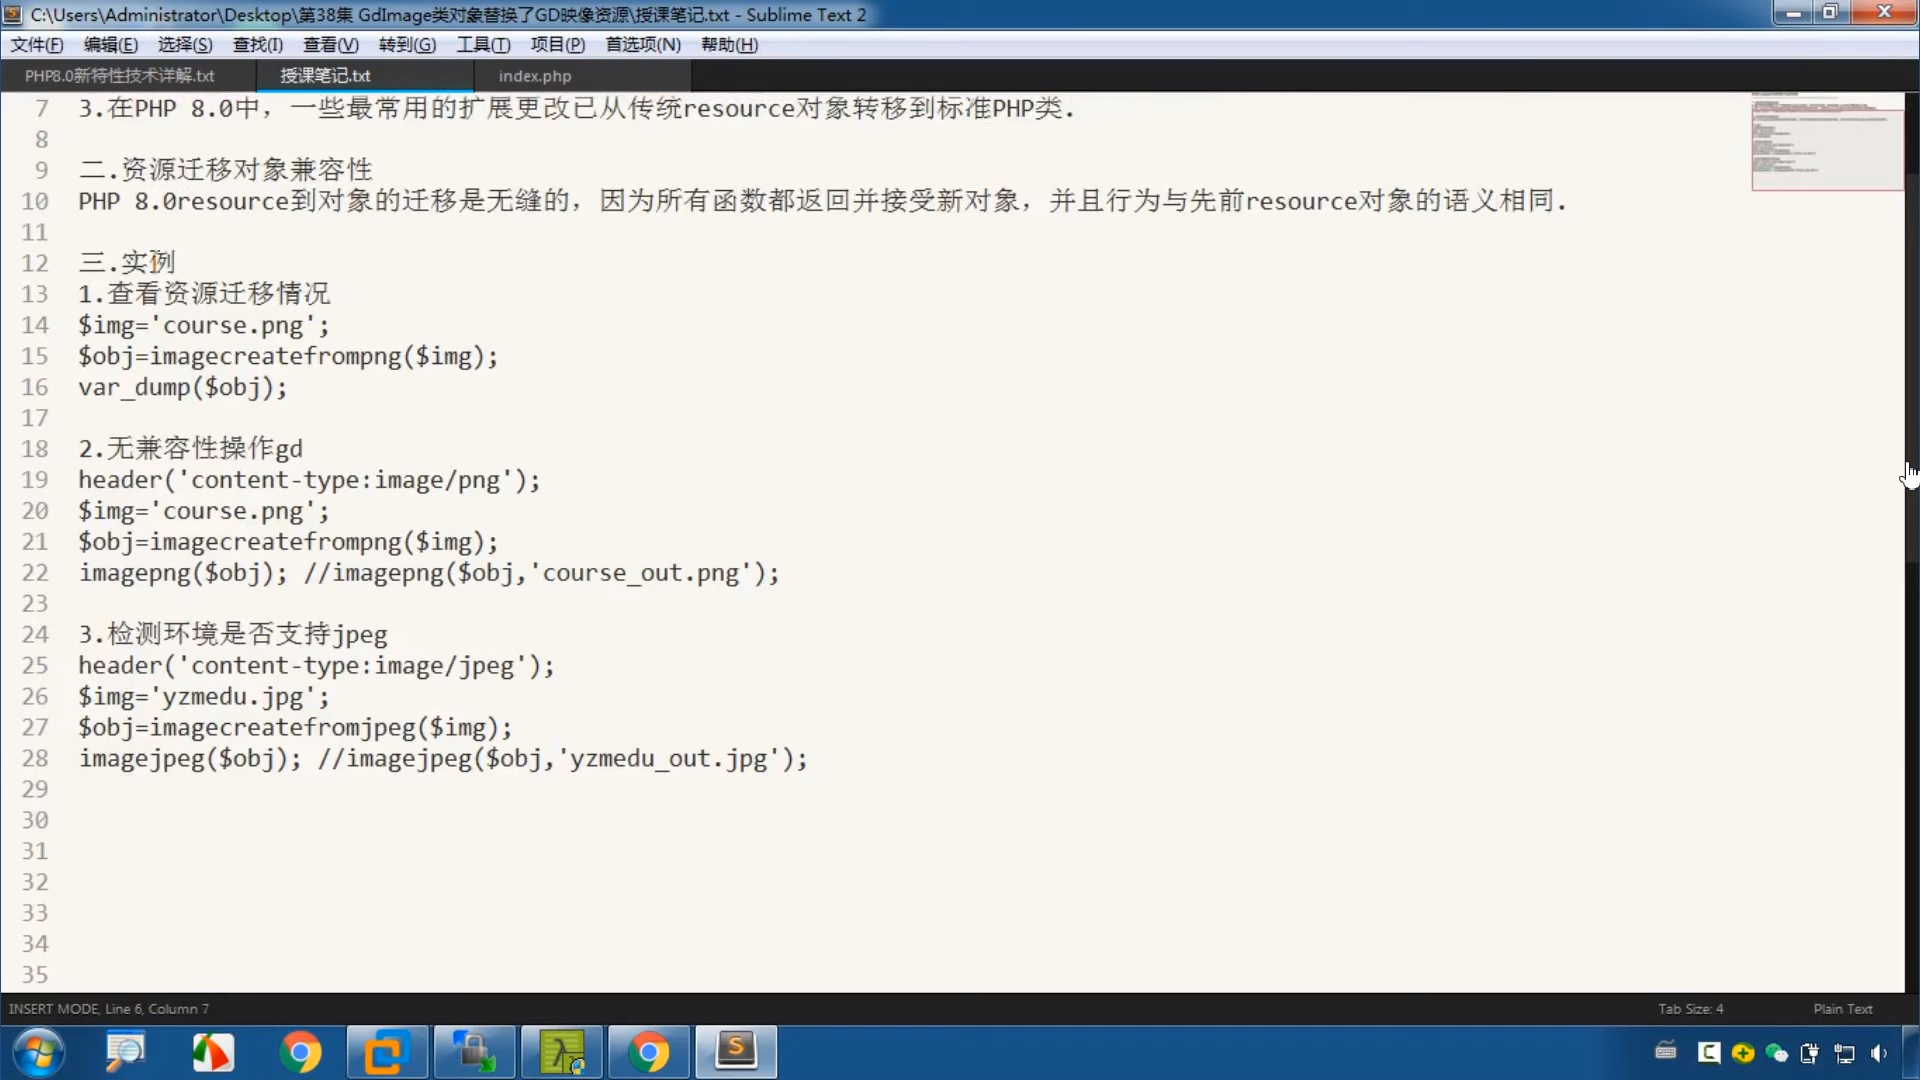 C:\Users\Administrator\Desktop\第38集 GdImage类对象替换了GD映像资源\授课笔记.txt - Sublime Text 2
文件(F) 编辑(E) 选择(S) 查找(I) 查看(V) 转到(G) 工具(T) 项目(P) 首选项(N) 帮助(H)
PHP8.0新特性技术详解.txt 授课笔记.txt index.php
7 3.在PHP 8.0中，一些最常用的扩展更改已从传统resource对象转移到标准PHP类.
8
9 二.资源迁移对象兼容性
10 PHP 8.0resource到对象的迁移是无缝的，因为所有函数都返回并接受新对象，并且行为与先前resource对象的语义相同.
11
12 三.实例
13 1.查看资源迁移情况
14 $img='course.png';
15 $obj=imagecreatefrompng($img);
16 var_dump($obj);
17
18 2.无兼容性操作gd
19 header('content-type:image/png');
20 $img='course.png';
21 $obj=imagecreatefrompng($img);
22 imagepng($obj); //imagepng($obj,'course_out.png');
23
24 3.检测环境是否支持jpeg
25 header('content-type:image/jpeg');
26 $img='yzmedu.jpg';
27 $obj=imagecreatefromjpeg($img);
28 imagejpeg($obj); //imagejpeg($obj,'yzmedu_out.jpg');
29
30
31
32
33
34
35
INSERT MODE, Line 6, Column 7 Tab Size: 4 Plain Text